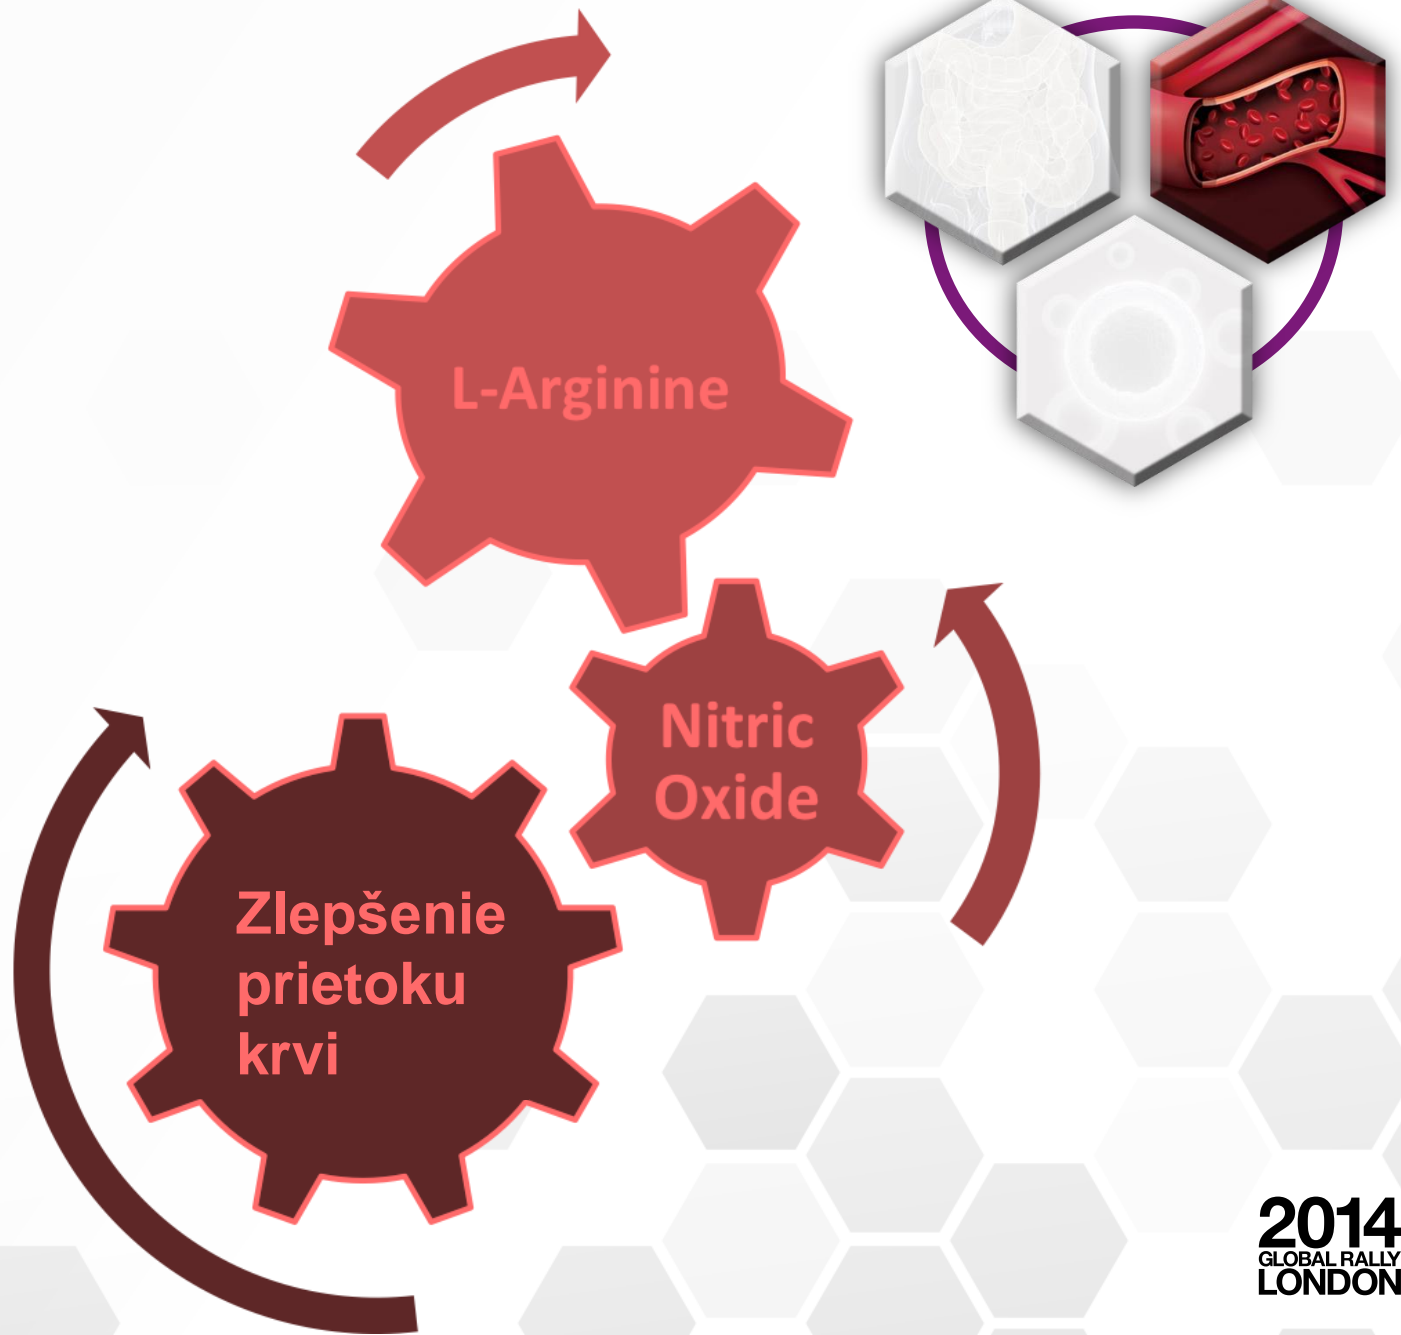 L-Arginine
Nitric
Oxide
Zlepšenie
prietoku
krvi
2014
GLOBAL RALLY
LONDON